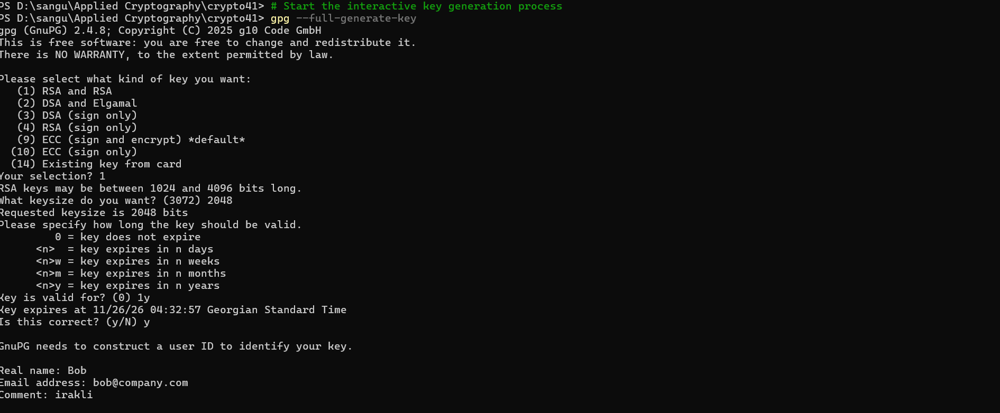 PS D:\sangu\Applied Cryptography\crypto41> # Start the interactive key generation process
PS D:\sangu\Applied Cryptography\crypto41> gpg --full-generate-key
gpg (GnuPG) 2.4.8; Copyright (C) 2025 g10 Code GmbH
This is free software: you are free to change and redistribute it.
There is NO WARRANTY, to the extent permitted by law.

Please select what kind of key you want:
   (1) RSA and RSA
   (2) DSA and Elgamal
   (3) DSA (sign only)
   (4) RSA (sign only)
   (9) ECC (sign and encrypt) *default*
  (10) ECC (sign only)
  (14) Existing key from card
Your selection? 1
RSA keys may be between 1024 and 4096 bits long.
What keysize do you want? (3072) 2048
Requested keysize is 2048 bits
Please specify how long the key should be valid.
         0 = key does not expire
      <n>  = key expires in n days
      <n>w = key expires in n weeks
      <n>m = key expires in n months
      <n>y = key expires in n years
Key is valid for? (0) 1y
Key expires at 11/26/26 04:32:57 Georgian Standard Time
Is this correct? (y/N) y

GnuPG needs to construct a user ID to identify your key.

Real name: Bob
Email address: bob@company.com
Comment: irakli